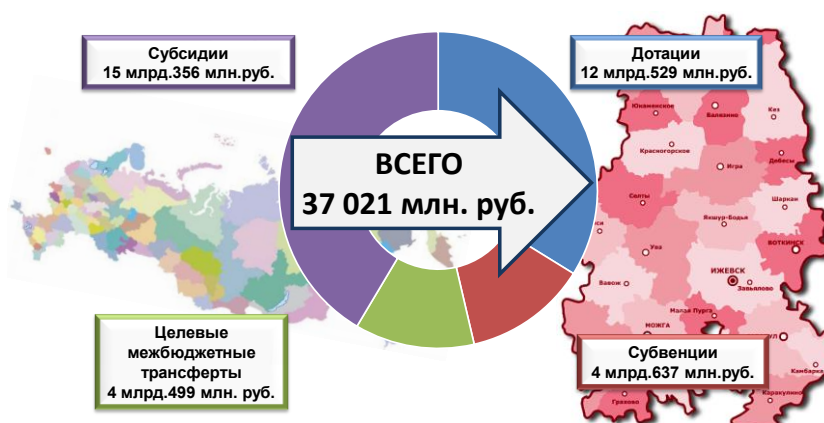 Субсидии
15 млрд.356 млн.руб.
Дотации
12 млрд.529 млн.руб.
ВСЕГО
37 021 млн. руб.
Целевые
межбюджетные
трансферты
4 млрд.499 млн. руб.
Субвенции
4 млрд.637 млн.руб.
Юкаменское
Балезино
Кез
Красногорское
Игра
Дебесы
Селты
Шаркан
Якшур-Бодья
Ува
ВОТКИНСК
Вавож
ИЖЕВСК
Завьялово
Малая Пурга
МОЖГА
Камбарка
Каракулино
Грахово